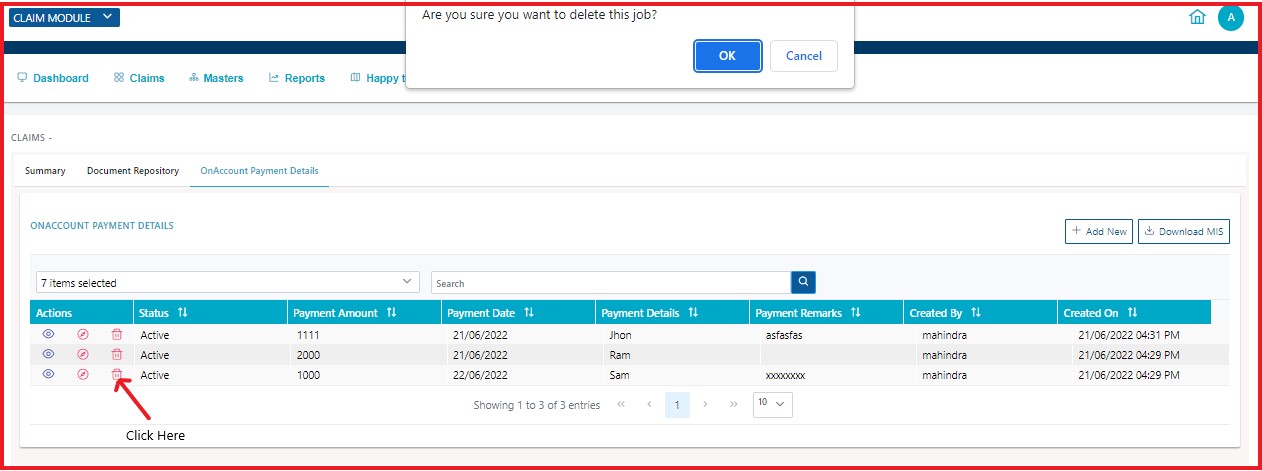 Are you sure you want to delete this job?
CLAIM MODULE
A
OK Cancel
Dashboard Claims Masters Reports Happy t
CLAIMS -
Summary Document Repository OnAccount Payment Details
ONACCOUNT PAYMENT DETAILS
+ Add New Download MIS
7 items selected Search
Actions Status Payment Amount Payment Date Payment Details Payment Remarks Created By Created On
Active 1111 21/06/2022 Jhon asfasfas mahindra 21/06/2022 04:31 PM
Active 2000 21/06/2022 Ram mahindra 21/06/2022 04:29 PM
Active 1000 22/06/2022 Sam xxxxxxxx mahindra 21/06/2022 04:29 PM
Showing 1 to 3 of 3 entries « ‹ 1 › » 10
Click Here